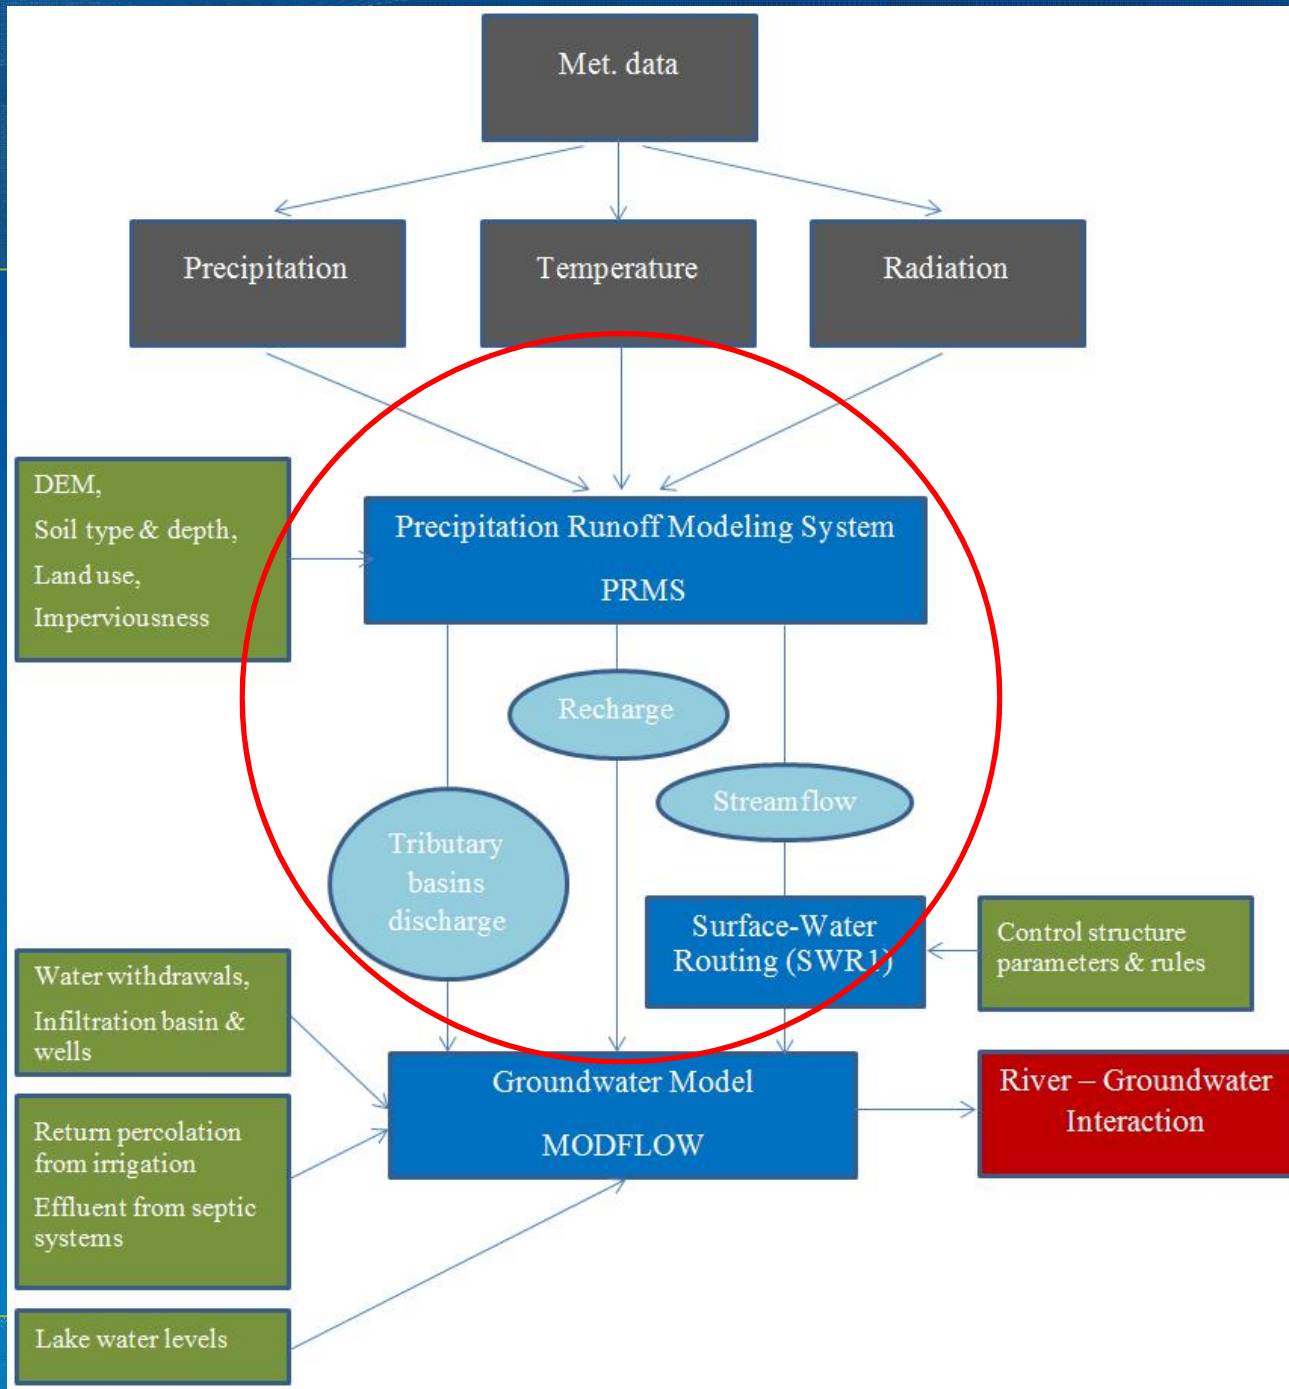 Met. data
Precipitation
Temperature
Radiation
DEM,
Soil type & depth,
Land use,
Imperviousness
Precipitation Runoff Modeling System
PRMS
Recharge
Streamflow
Tributary
basins
discharge
Surface-Water
Routing (SWR1)
Control structure
parameters & rules
Water withdrawals,
Infiltration basin &
wells
Groundwater Model
MODFLOW
River – Groundwater
Interaction
Return percolation
from irrigation
Effluent from septic
systems
Lake water levels